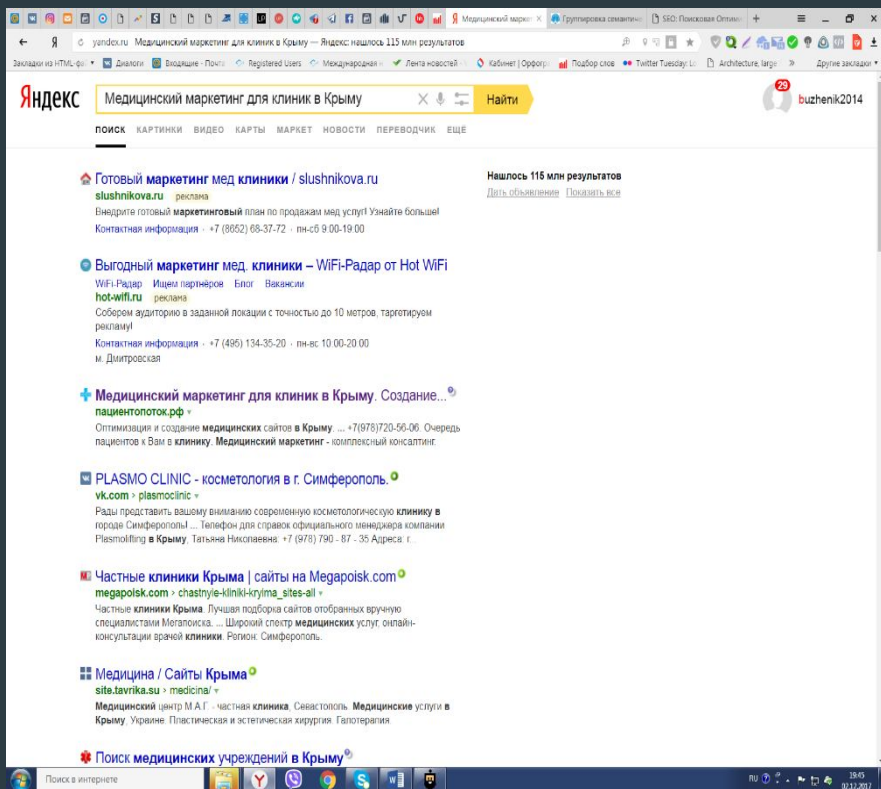 Медицинский маркет
Группировка семантиче
SEO: Поисковая Оптими
yandex.ru Медицинский маркетинг для клиник в Крыму — Яндекс: нашлось 115 млн результатов
Закладки из HTML-фай
Диалоги
Входящие - Почта
Registered Users
Международная
Лента новостей
Кабинет | Орфогр
Подбор слов
Twitter Tuesday: L
Architecture, large
Другие закладки
Яндекс
Медицинский маркетинг для клиник в Крыму
Найти
29
buzhenik2014
ПОИСК КАРТИНКИ ВИДЕО КАРТЫ МАРКЕТ НОВОСТИ ПЕРЕВОДЧИК ЕЩЁ
Готовый маркетинг мед клиники / slushnikova.ru
slushnikova.ru реклама
Внедрите готовый маркетинговый план по продажам мед услуг! Узнайте больше!
Контактная информация · +7 (8652) 68-37-72 · пн-сб 9:00-19:00
Нашлось 115 млн результатов
Дать объявление Показать все
Выгодный маркетинг мед. клиники – WiFi-Радар от Hot WiFi
WiFi-Радар Ищем партнёров Блог Вакансии
hot-wifi.ru реклама
Соберем аудиторию в заданной локации с точностью до 10 метров, таргетируем
рекламу!
Контактная информация · +7 (495) 134-35-20 · пн-вс 10:00-20:00
м. Дмитровская
Медицинский маркетинг для клиник в Крыму. Создание...
пациентопоток.рф
Оптимизация и создание медицинских сайтов в Крыму. ... +7(978)720-56-06. Очередь
пациентов к Вам в клинику. Медицинский маркетинг - комплексный консалтинг.
PLASMO CLINIC - косметология в г. Симферополь.
vk.com › plasmoclinic
Рады представить вашему вниманию современную косметологическую клинику в
городе Симферополь! ... Телефон для справок официального менеджера компании
Plasmolifting в Крыму, Татьяна Николаевна: +7 (978) 790 - 87 - 35 Адреса: г.
Частные клиники Крыма | сайты на Megapoisk.com
megapoisk.com › chastnyie-kliniki-kryima_sites-all
Частные клиники Крыма. Лучшая подборка сайтов отобранных вручную
специалистами Мегапоиска. ... Широкий спектр медицинских услуг, онлайн-
консультации врачей клиники. Регион: Симферополь.
Медицина / Сайты Крыма
site.tavrika.su › medicina/
Медицинский центр М.А.Г. - частная клиника, Севастополь. Медицинские услуги в
Крыму, Украине. Пластическая и эстетическая хирургия. Галотерапия
Поиск медицинских учреждений в Крыму
Поиск в интернете
RU
19:45
02.12.2017